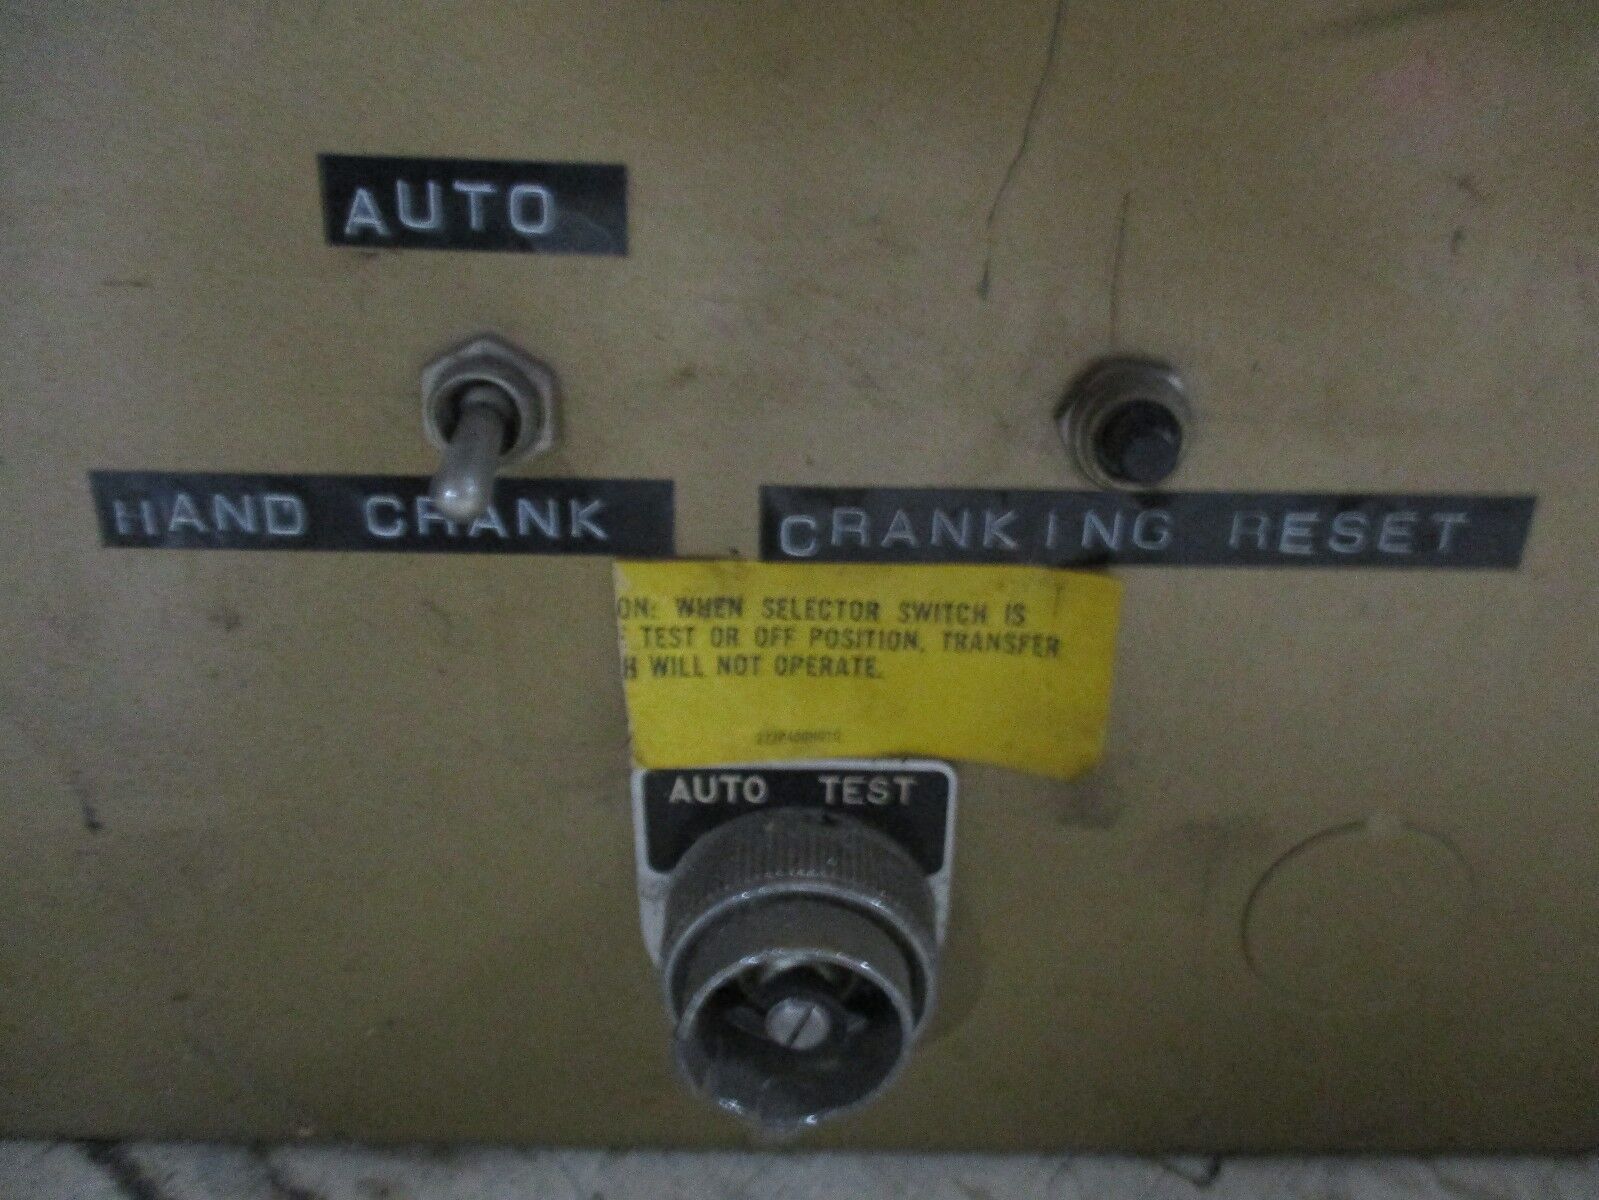 AUTO
HAND CRANK
CRANKING RESET
ON: WHEN SELECTOR SWITCH IS
TEST OR OFF POSITION, TRANSFER
H WILL NOT OPERATE.
AUTO TEST